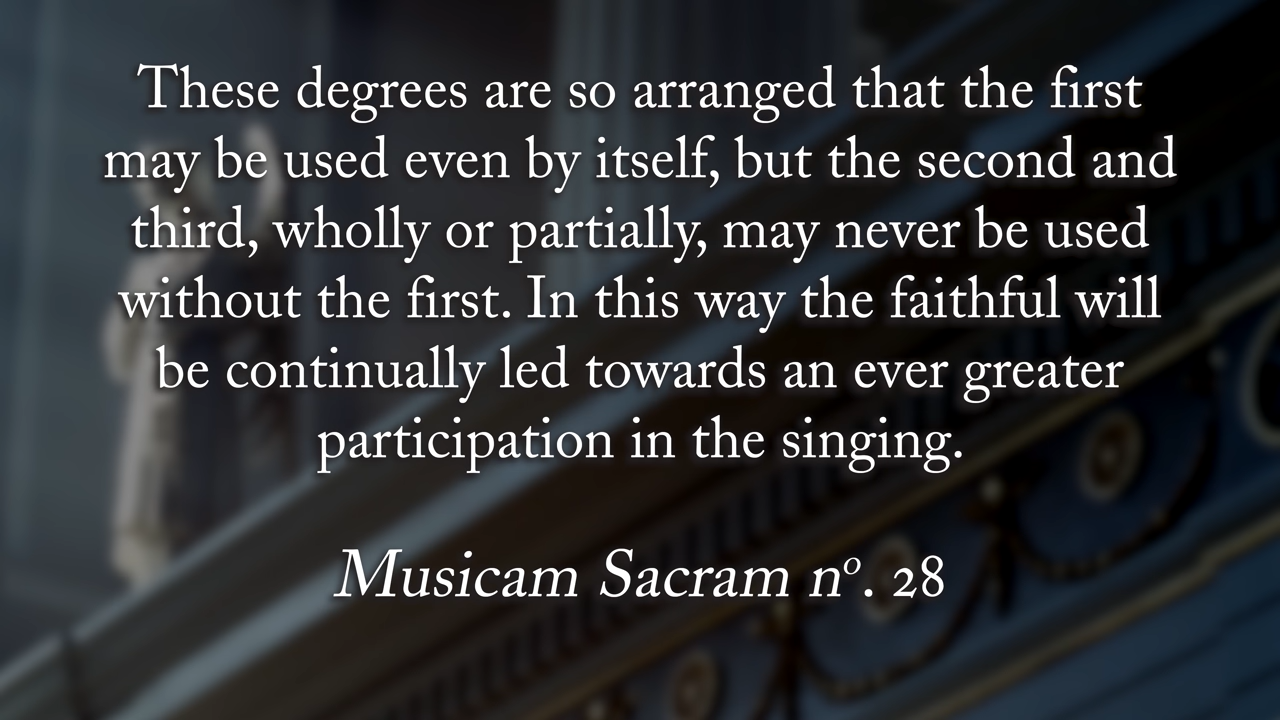 These degrees are so arranged that the first
may be used even by itself, but the second and
third, wholly or partially, may never be used
without the first. In this way the faithful will
be continually led towards an ever greater
participation in the singing.
Musicam Sacram nº. 28